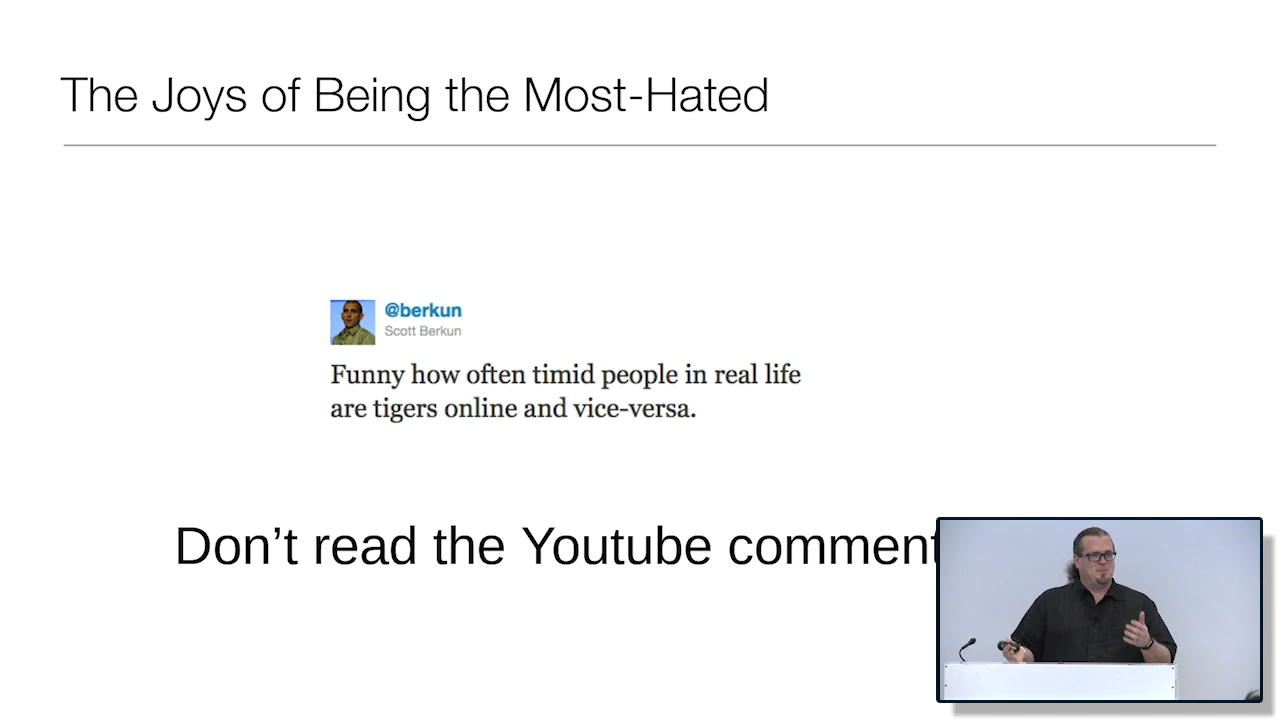 The Joys of Being the Most-Hated
@berkun
Scott Berkun
Funny how often timid people in real life
are tigers online and vice-versa.
Don’t read the Youtube comment